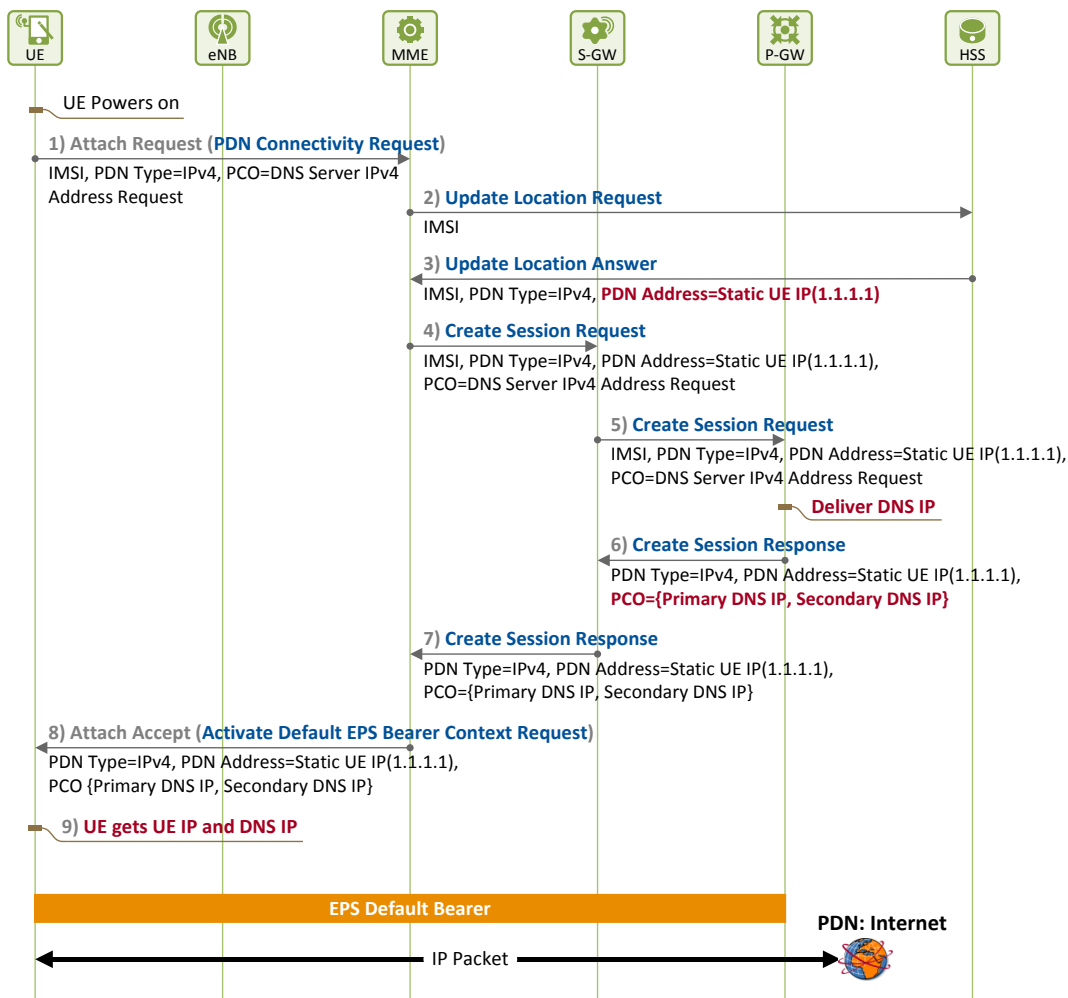 UE
eNB
MME
S-GW
P-GW
HSS
UE Powers on
1) Attach Request (PDN Connectivity Request)
IMSI, PDN Type=IPv4, PCO=DNS Server IPv4
Address Request
2) Update Location Request
IMSI
3) Update Location Answer
IMSI, PDN Type=IPv4, PDN Address=Static UE IP(1.1.1.1)
4) Create Session Request
IMSI, PDN Type=IPv4, PDN Address=Static UE IP(1.1.1.1),
PCO=DNS Server IPv4 Address Request
5) Create Session Request
IMSI, PDN Type=IPv4, PDN Address=Static UE IP(1.1.1.1),
PCO=DNS Server IPv4 Address Request
Deliver DNS IP
6) Create Session Response
PDN Type=IPv4, PDN Address=Static UE IP(1.1.1.1),
PCO={Primary DNS IP, Secondary DNS IP}
7) Create Session Response
PDN Type=IPv4, PDN Address=Static UE IP(1.1.1.1),
PCO={Primary DNS IP, Secondary DNS IP}
8) Attach Accept (Activate Default EPS Bearer Context Request)
PDN Type=IPv4, PDN Address=Static UE IP(1.1.1.1),
PCO {Primary DNS IP, Secondary DNS IP}
9) UE gets UE IP and DNS IP
EPS Default Bearer
PDN: Internet
IP Packet